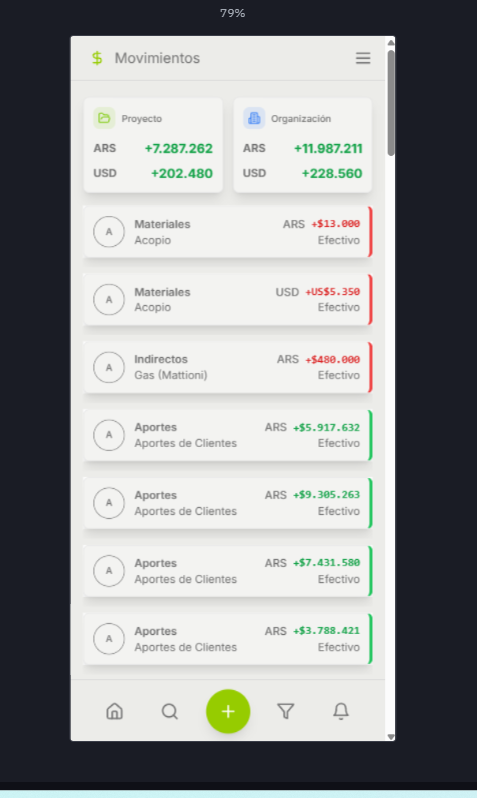 79%
$ Movimientos
Proyecto
ARS +7.287.262
USD +202.480
Organización
ARS +11.987.211
USD +228.560
A Materiales ARS +$13.000
Acopio Efectivo
A Materiales USD +US$5.350
Acopio Efectivo
A Indirectos ARS +$480.000
Gas (Mattioni) Efectivo
A Aportes ARS +$5.917.632
Aportes de Clientes Efectivo
A Aportes ARS +$9.305.263
Aportes de Clientes Efectivo
A Aportes ARS +$7.431.580
Aportes de Clientes Efectivo
A Aportes ARS +$3.788.421
Aportes de Clientes Efectivo